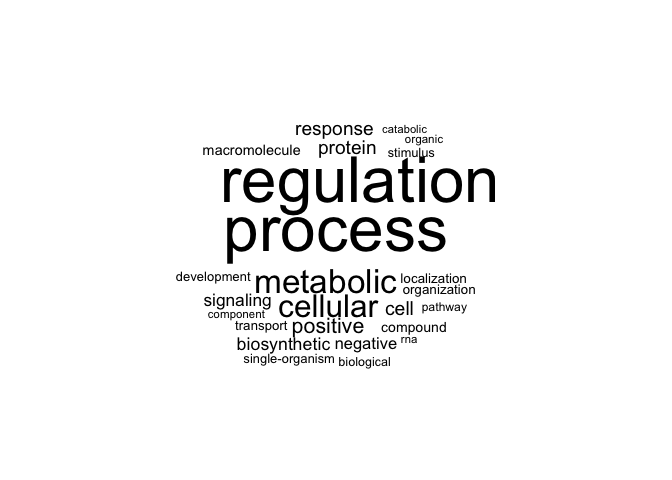 response catabolic
organic
macromolecule protein stimulus
regulation
process
development metabolic localization
organization
signaling cellular cell pathway
component
transport positive compound
biosynthetic negative rna
single-organism biological